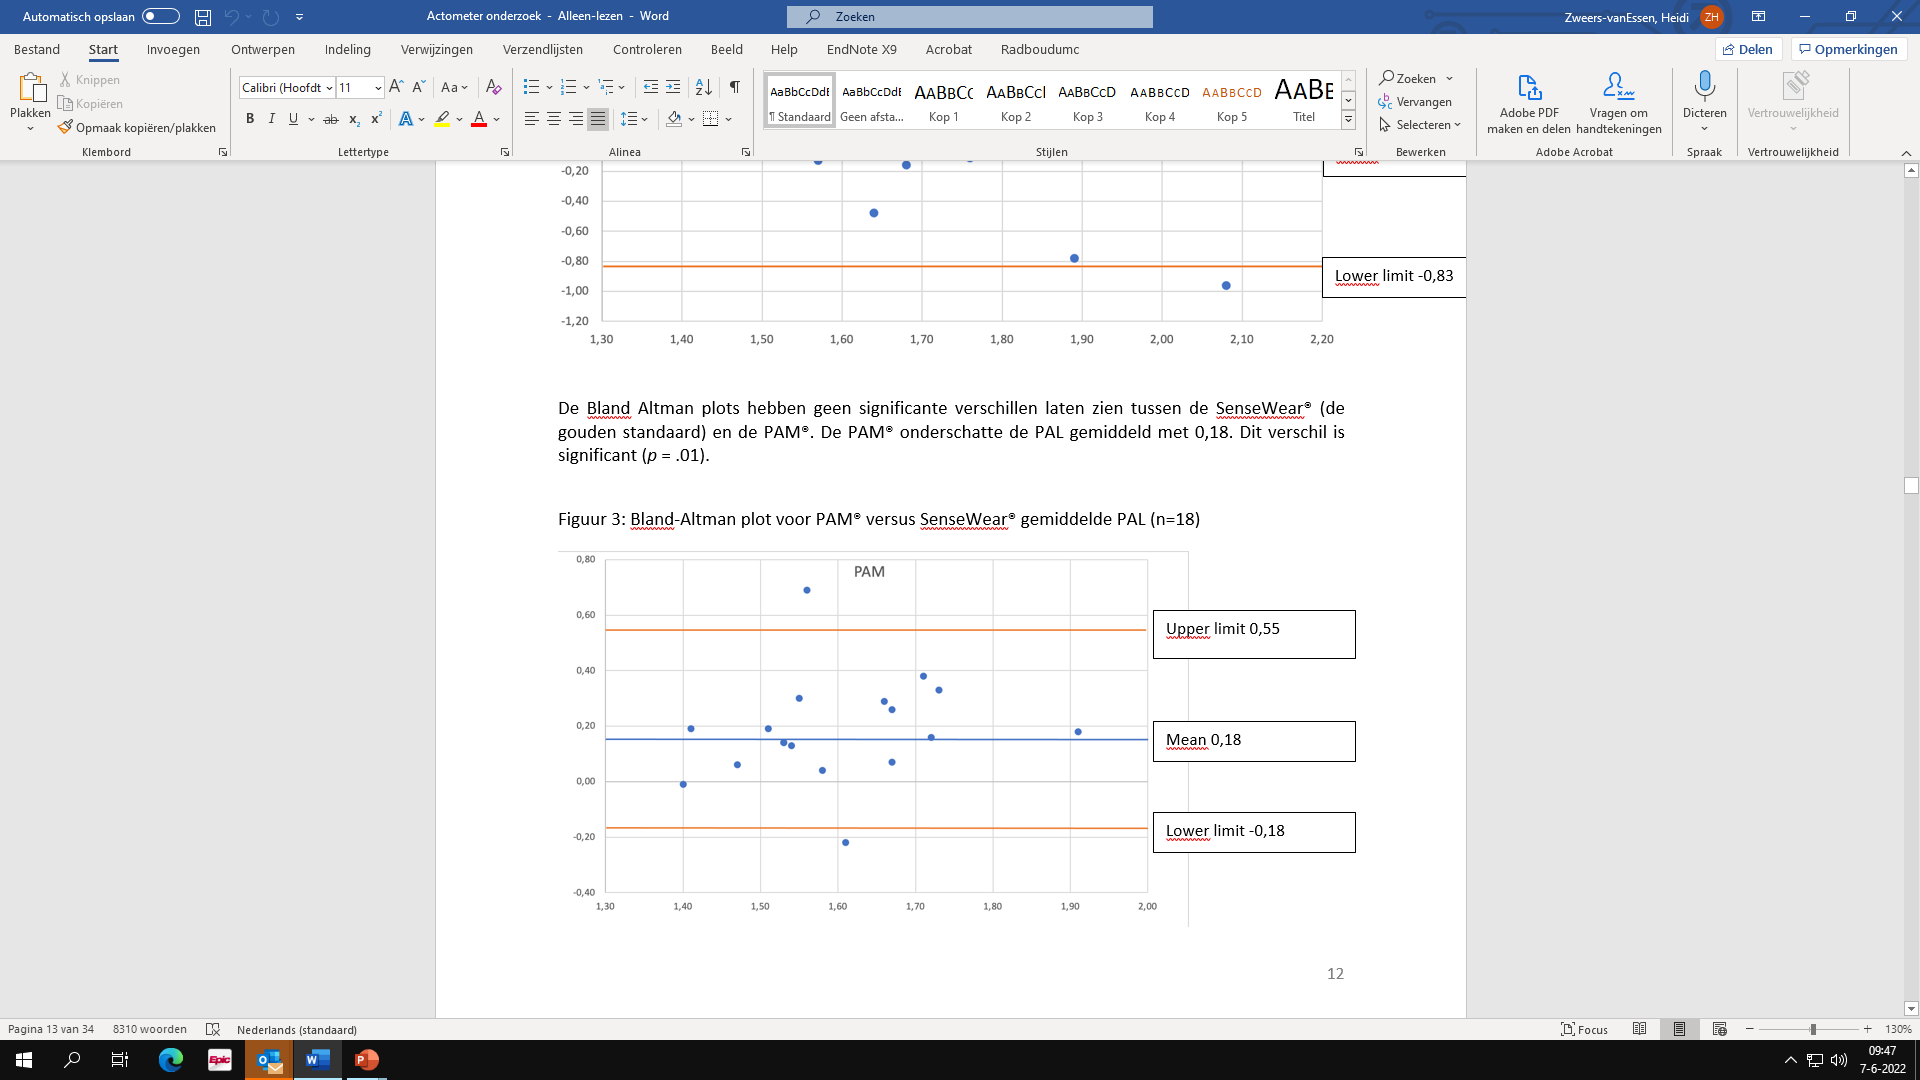 Automatisch opslaan
Actometer onderzoek - Alleen-lezen - Word
Zoeken
Zweers-vanEssen, Heidi
ZH
Bestand
Start
Invoegen
Ontwerpen
Indeling
Verwijzingen
Verzendlijsten
Controleren
Beeld
Help
EndNote X9
Acrobat
Radboudumc
Delen
Opmerkingen
Plakken
Knippen
Kopiëren
Opmaak kopiëren/plakken
Klembord
Calibri (Hoofdt
11
Lettertype
Alinea
AaBbCcDdE
¶ Standaard
AaBbCcDdE
Geen afsta...
AaBbCc
Kop 1
AaBbCcI
Kop 2
AaBbCcD
Kop 3
AaBbCcD
Kop 4
AaBbCcD
Kop 5
AaBb
Titel
Stijlen
Zoeken
Vervangen
Selecteren
Bewerken
Adobe PDF
maken en delen
Vragen om
handtekeningen
Adobe Acrobat
Dicteren
Spraak
Vertrouwelijkheid
Vertrouwelijkheid
-0,20
-0,40
-0,60
-0,80
-1,00
-1,20
Lower limit -0,83
1,30 1,40 1,50 1,60 1,70 1,80 1,90 2,00 2,10 2,20
De Bland Altman plots hebben geen significante verschillen laten zien tussen de SenseWear® (de
gouden standaard) en de PAM®. De PAM® onderschatte de PAL gemiddeld met 0,18. Dit verschil is
significant (p = .01).
Figuur 3: Bland-Altman plot voor PAM® versus SenseWear® gemiddelde PAL (n=18)
PAM
0,80
0,60
0,40
0,20
0,00
-0,20
-0,40
Upper limit 0,55
Mean 0,18
Lower limit -0,18
1,30 1,40 1,50 1,60 1,70 1,80 1,90 2,00
12
Pagina 13 van 34
8310 woorden
Nederlands (standaard)
Focus
130%
Epic
09:47
7-6-2022